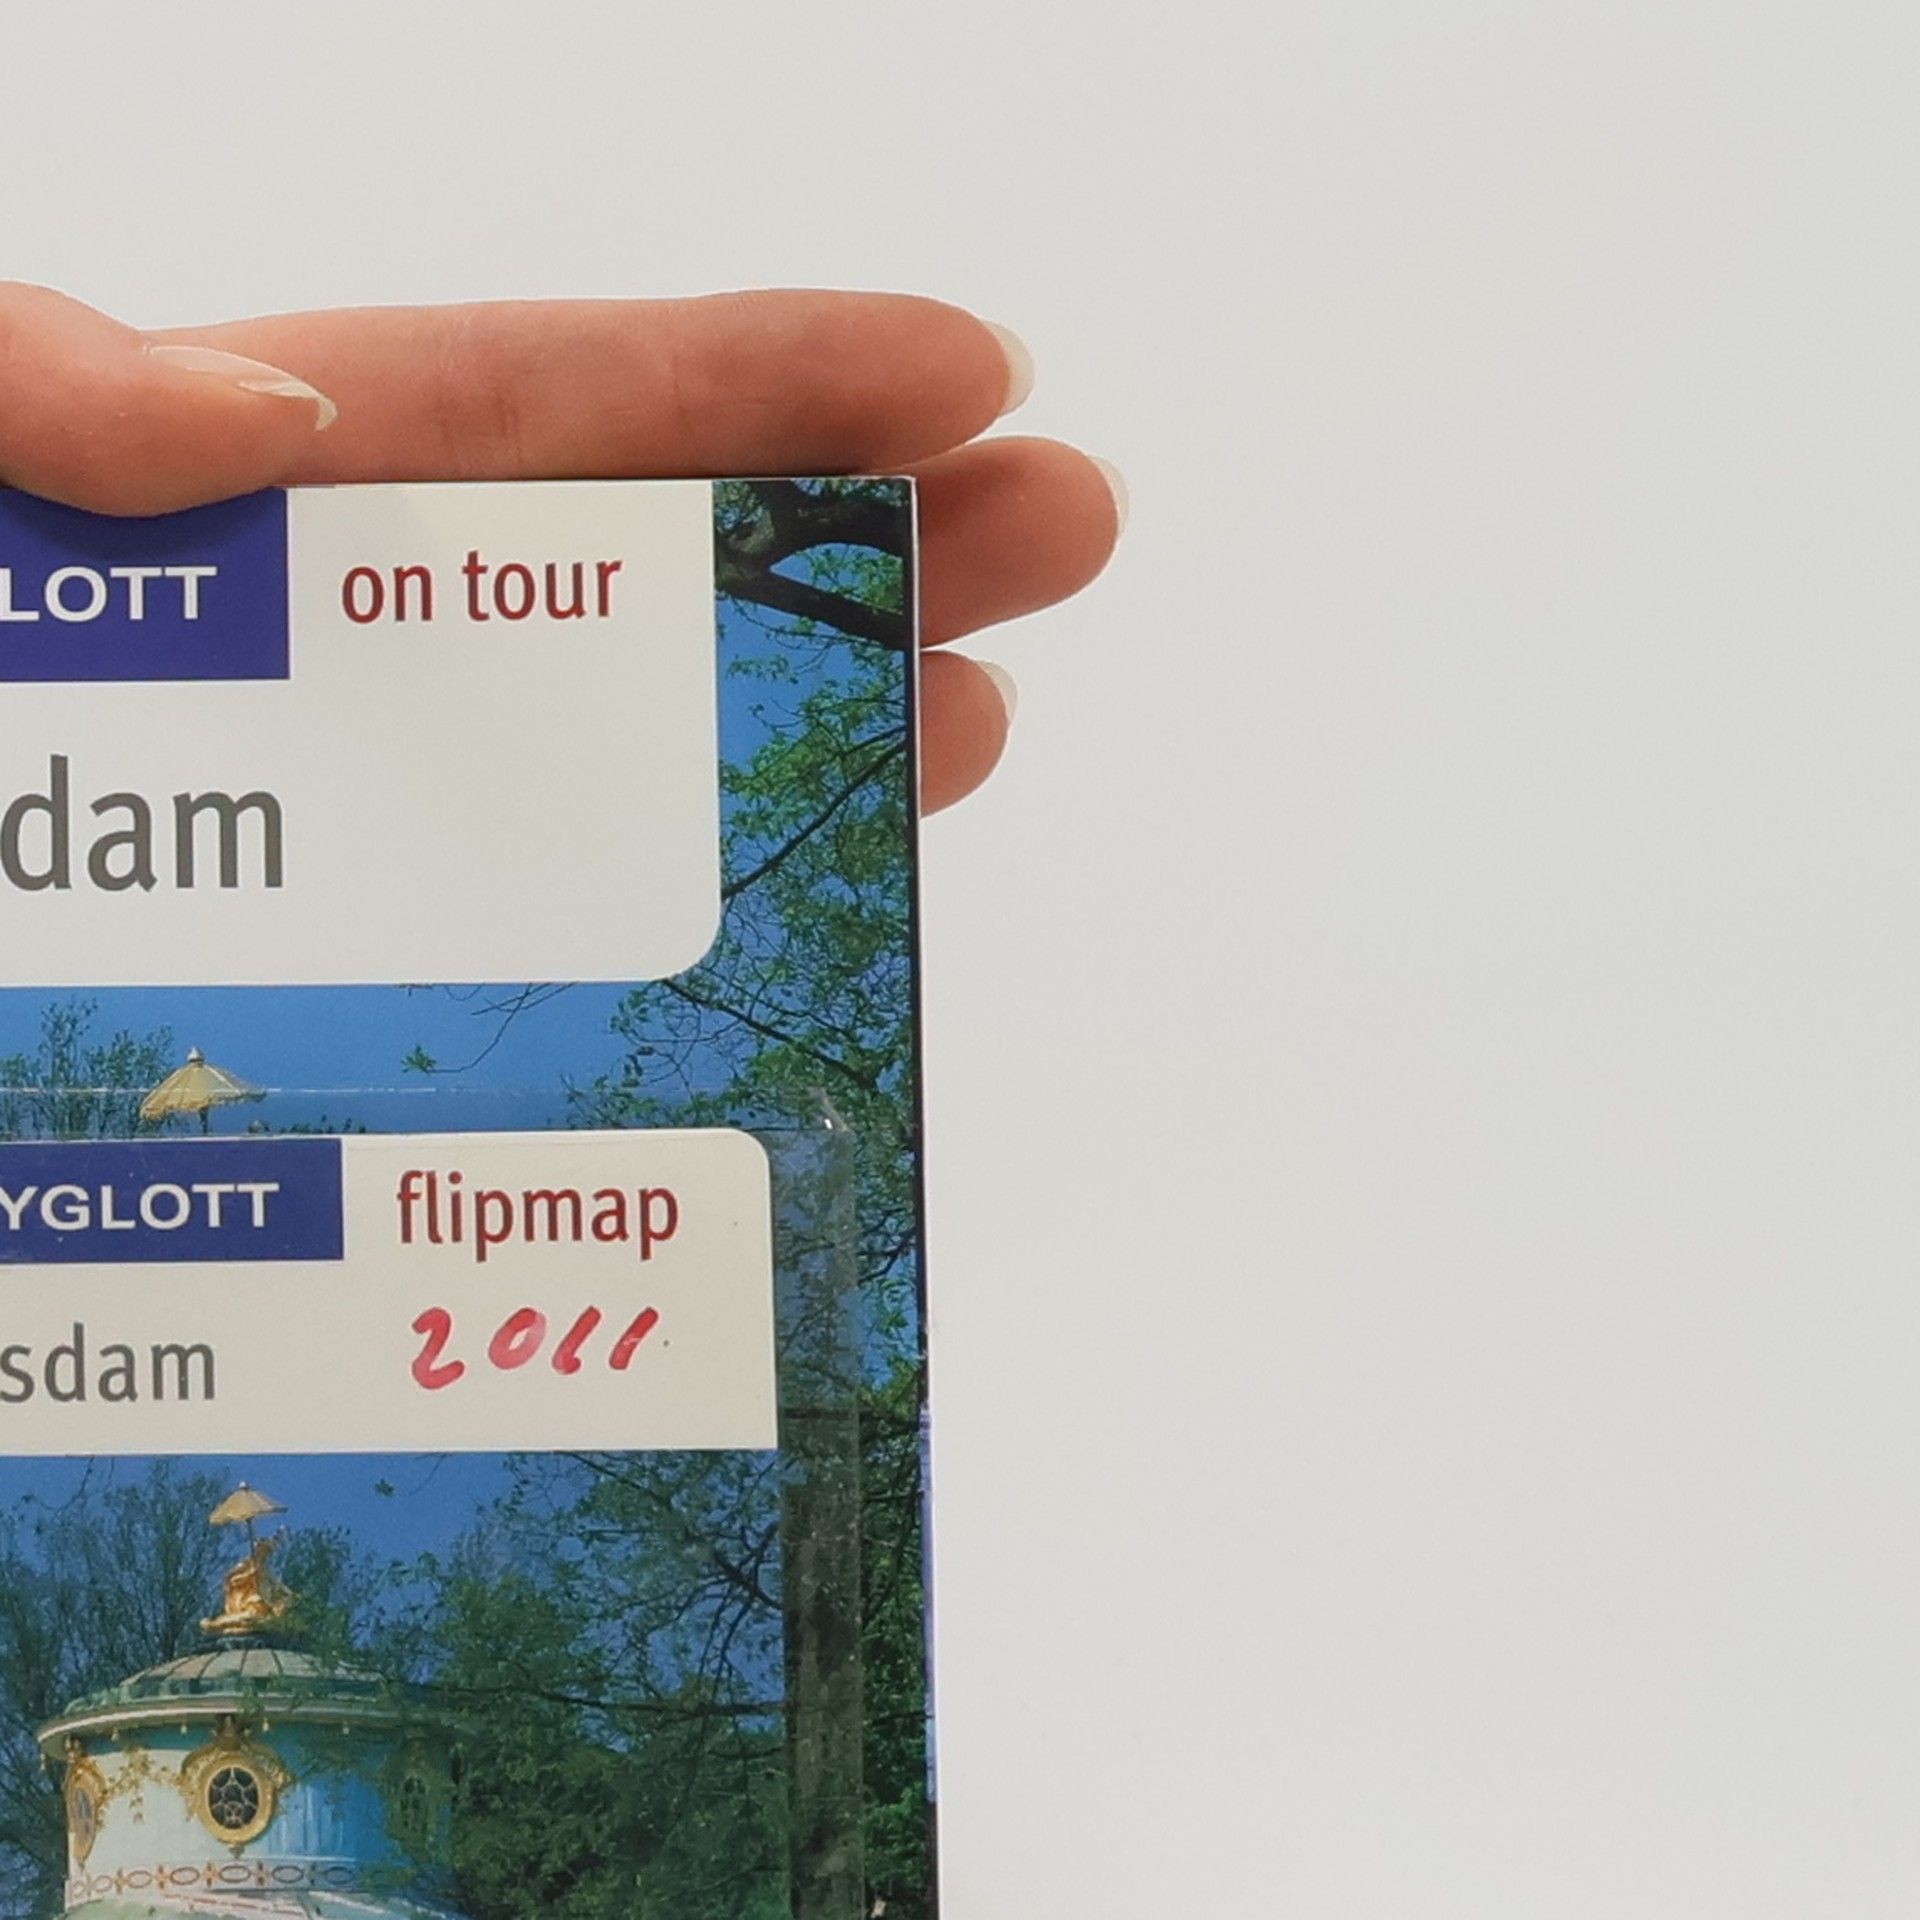 LOTT on tour
dam
YGLOTT flipmap
sdam 2011